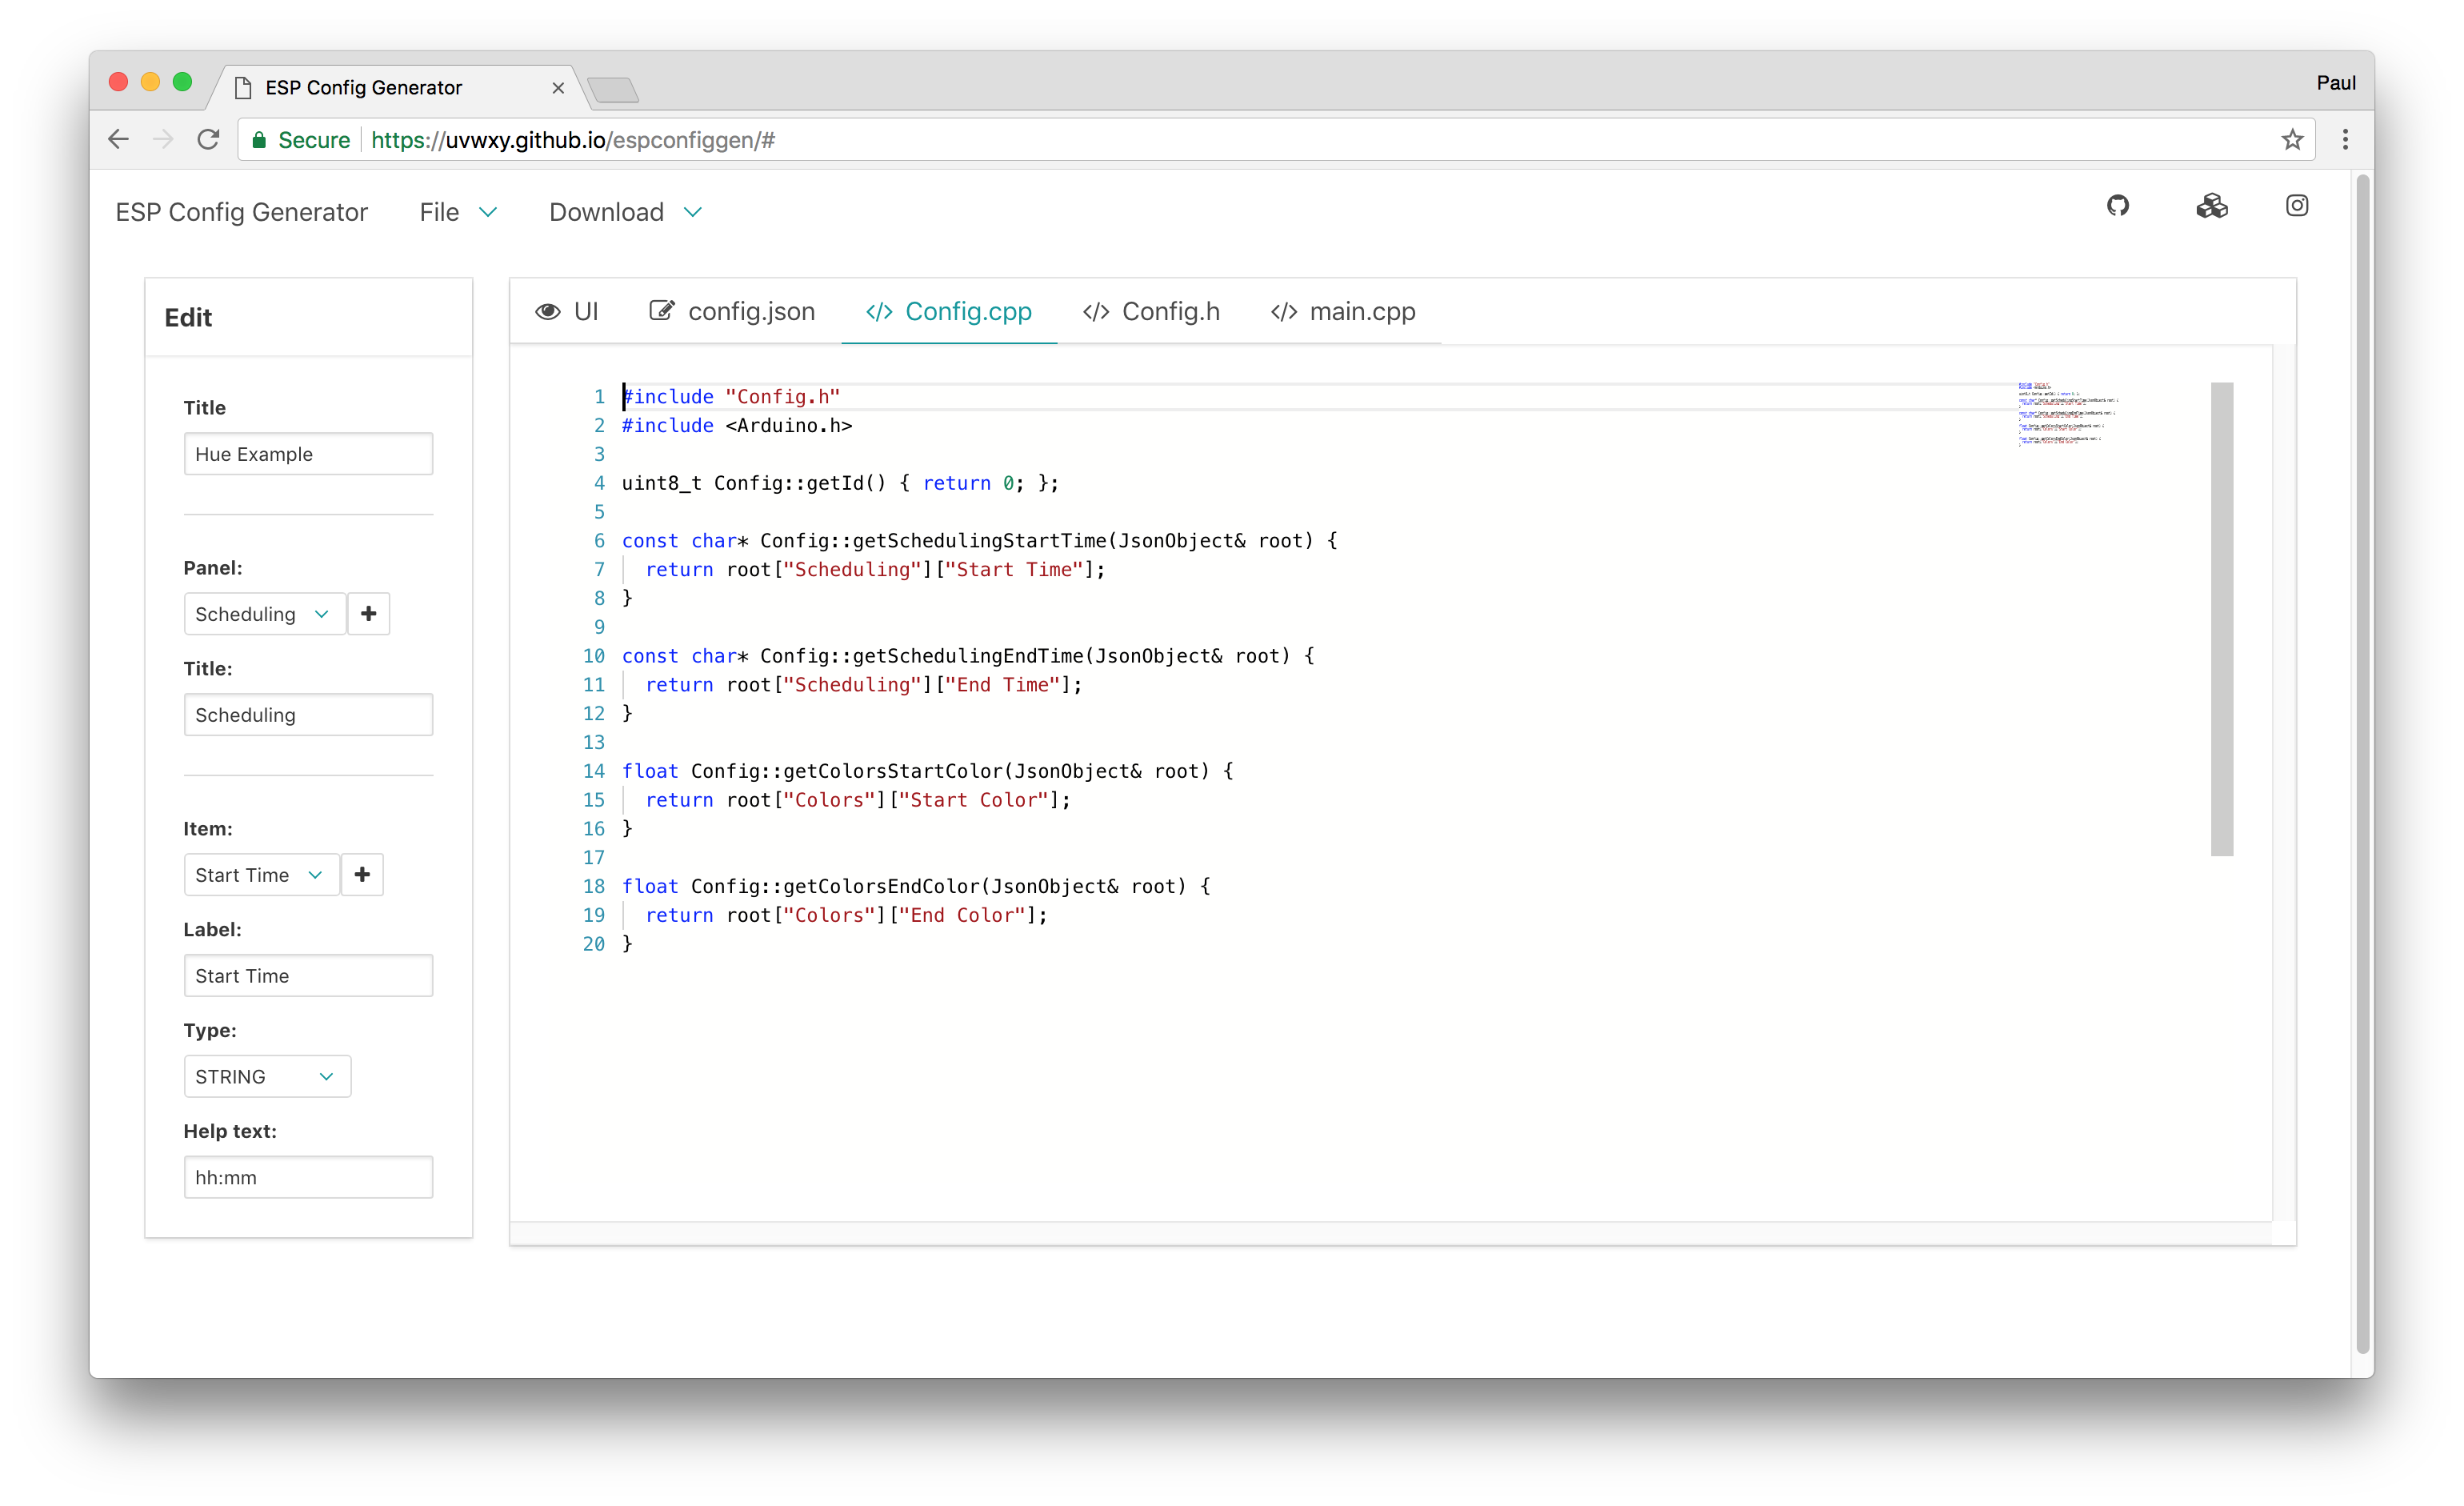 ESP Config Generator
Paul
Secure https://uvwxy.github.io/espconfiggen/#
ESP Config Generator File Download
Edit
Title
Hue Example
Panel:
Scheduling
Title:
Scheduling
Item:
Start Time
Label:
Start Time
Type:
STRING
Help text:
hh:mm
UI config.json </> Config.cpp </> Config.h </> main.cpp
1 #include "Config.h"
2 #include <Arduino.h>
3
4 uint8_t Config::getId() { return 0; };
5
6 const char* Config::getSchedulingStartTime(JsonObject& root) {
7 return root["Scheduling"]["Start Time"];
8 }
9
10 const char* Config::getSchedulingEndTime(JsonObject& root) {
11 return root["Scheduling"]["End Time"];
12 }
13
14 float Config::getColorsStartColor(JsonObject& root) {
15 return root["Colors"]["Start Color"];
16 }
17
18 float Config::getColorsEndColor(JsonObject& root) {
19 return root["Colors"]["End Color"];
20 }